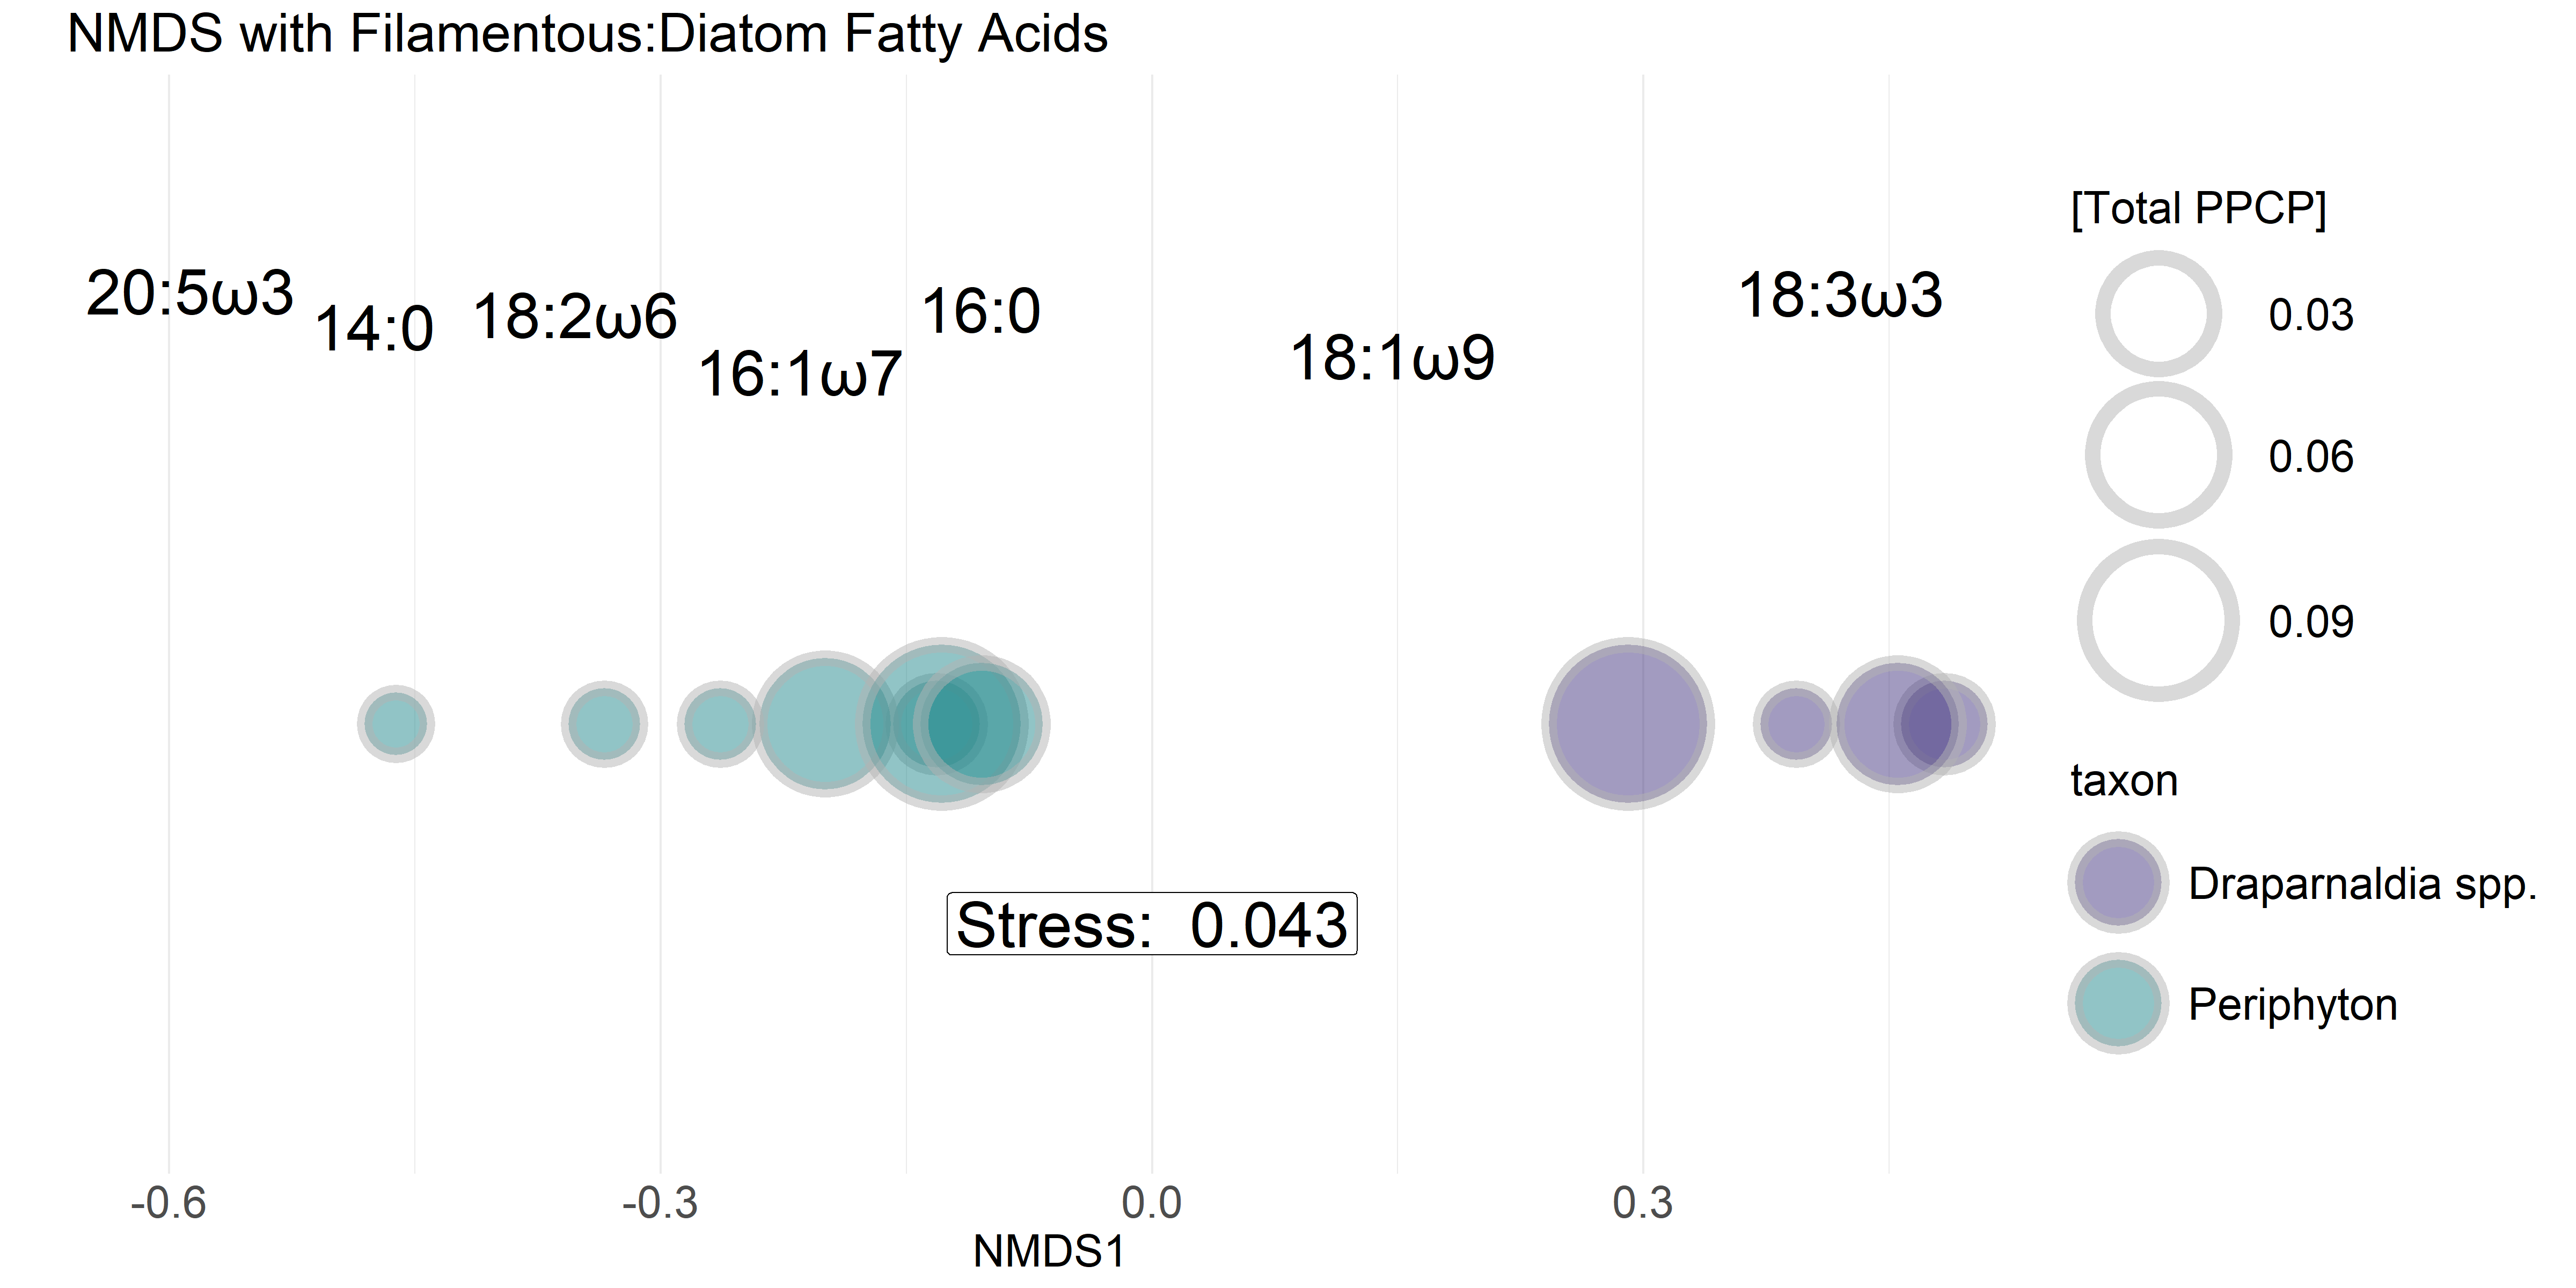 NMDS with Filamentous:Diatom Fatty Acids
20:5ω3
14:0
18:2ω6
16:1ω7
16:0
18:1ω9
18:3ω3
Stress:  0.043
-0.6
-0.3
0.0
0.3
NMDS1
[Total PPCP]
0.03
0.06
0.09
taxon
Draparnaldia spp.
Periphyton